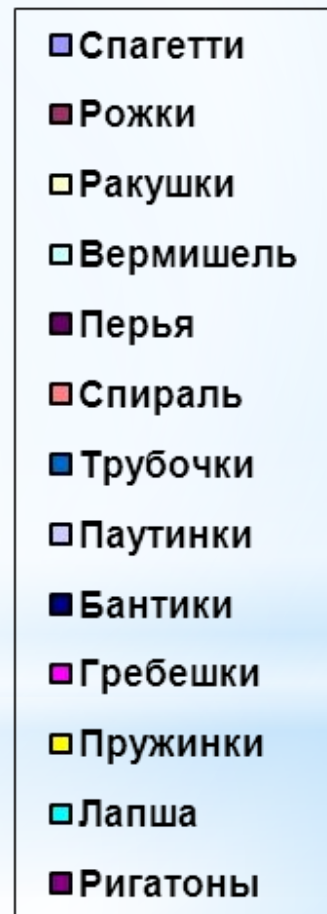 Спагетти
Рожки
Ракушки
Вермишель
Перья
Спираль
Трубочки
Паутинки
Бантики
Гребешки
Пружинки
Лапша
Ригатоны